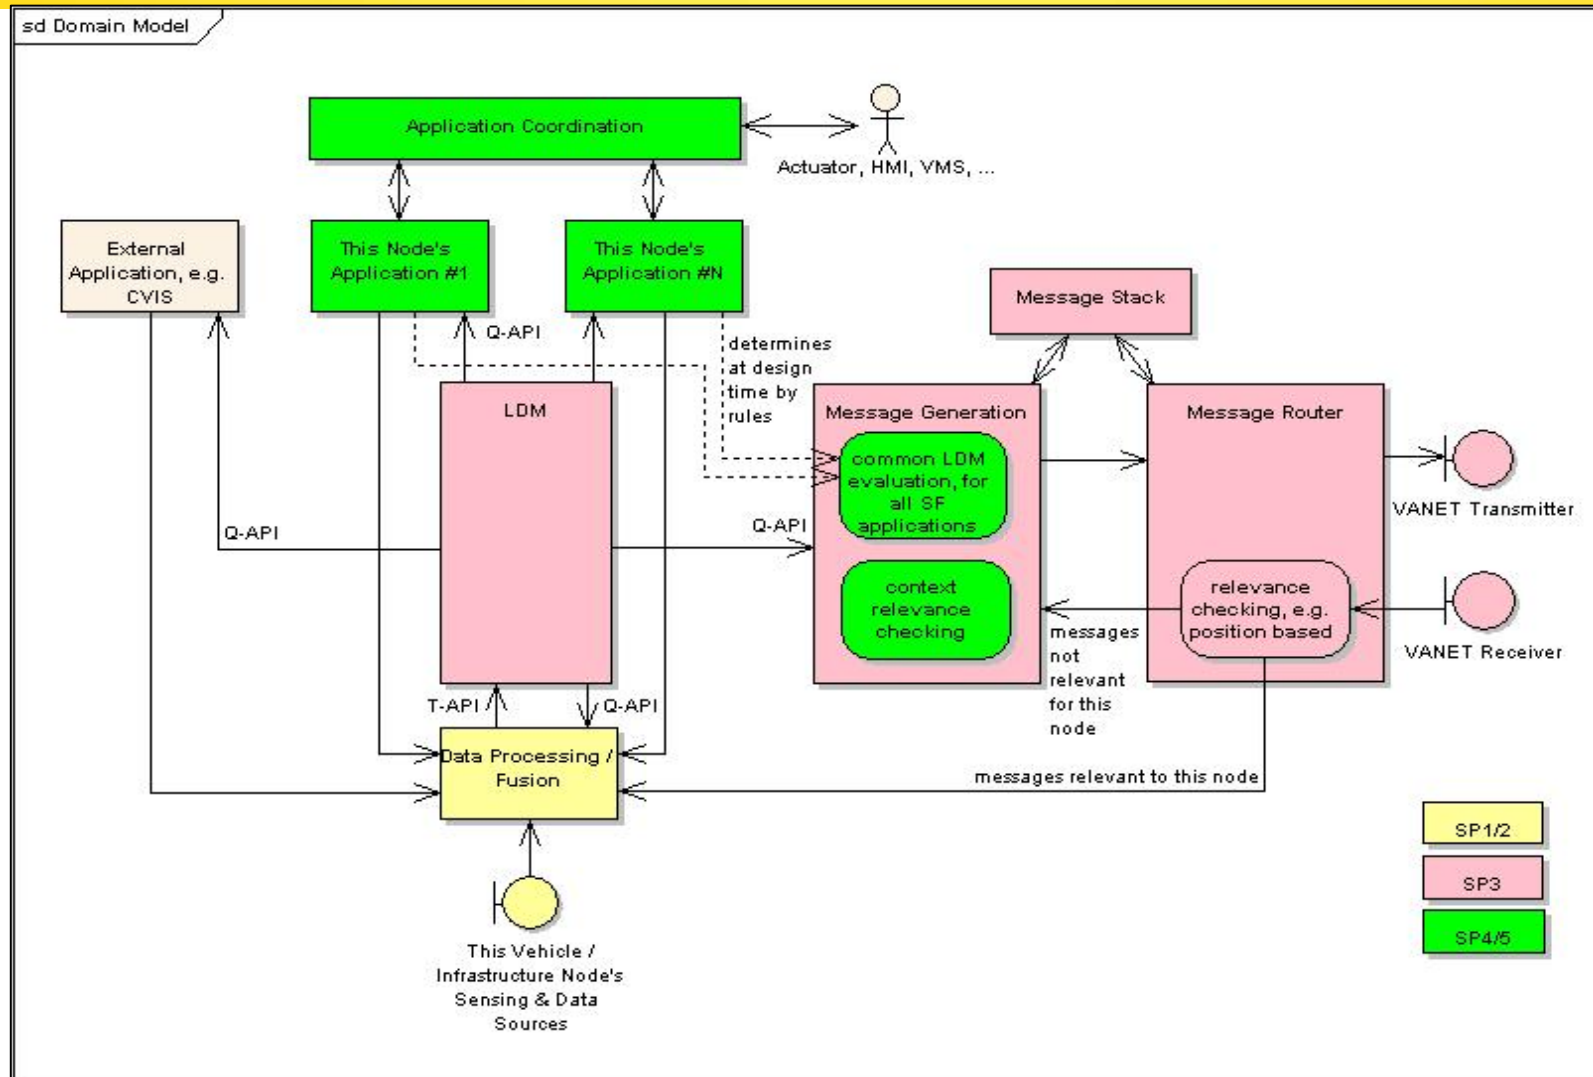 sd Domain Model
Application Coordination
Actuator, HMI, VMS, ...
External
Application, e.g.
CVIS
This Node's
Application #1
This Node's
Application #N
Message Stack
Q-API
determines
at design
time by
rules
LDM
Message Generation
Message Router
common LDM
evaluation, for
all SF
applications
VANET Transmitter
Q-API
Q-API
context
relevance
checking
relevance
checking, e.g.
position based
messages
not
relevant
for this
node
VANET Receiver
T-API
Q-API
Data Processing /
Fusion
messages relevant to this node
SP1/2
SP3
SP4/5
This Vehicle /
Infrastructure Node's
Sensing & Data
Sources